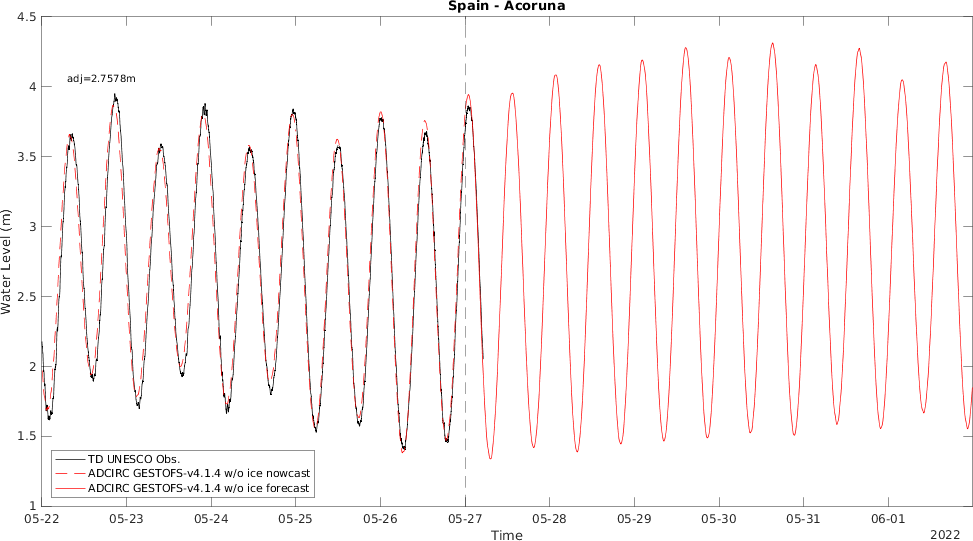 Spain - Acoruna
4.5
adj=2.7578m
4
3.5
3
2.5
2
1.5
1
Water Level (m)
TD UNESCO Obs.
ADCIRC GESTOFS-v4.1.4 w/o ice nowcast
ADCIRC GESTOFS-v4.1.4 w/o ice forecast
05-22 05-23 05-24 05-25 05-26 05-27 05-28 05-29 05-30 05-31 06-01
Time
2022